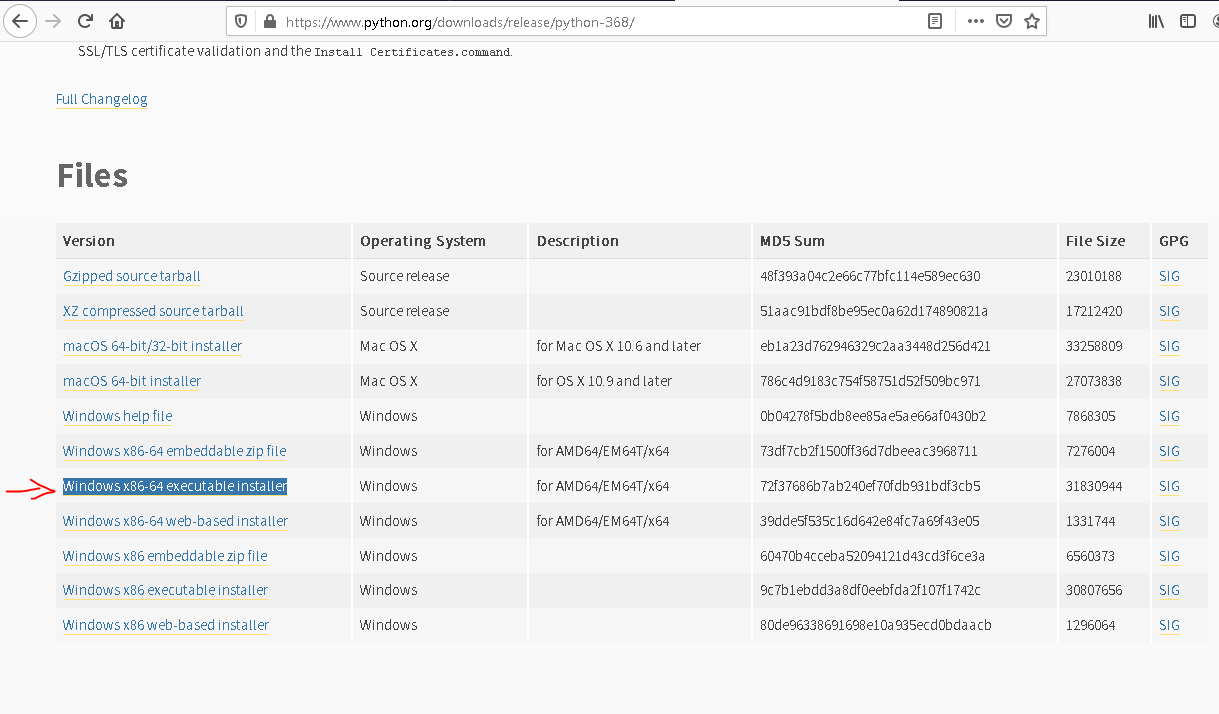 https://www.python.org/downloads/release/python-368/
SSL/TLS certificate validation and the Install Certificates.command.
Full Changelog
Files
Version Operating System Description MD5 Sum File Size GPG
Gzipped source tarball Source release 48f393a04c2e66c77bfc114e589ec630 23010188 SIG
XZ compressed source tarball Source release 51aac91bdf8be95ec0a62d174890821a 17212420 SIG
macOS 64-bit/32-bit installer Mac OS X for Mac OS X 10.6 and later eb1a23d762946329c2aa3448d256d421 33258809 SIG
macOS 64-bit installer Mac OS X for OS X 10.9 and later 786c4d9183c754f58751d52f509bc971 27073838 SIG
Windows help file Windows 0b04278f5bdb8ee85ae5ae66af0430b2 7868305 SIG
Windows x86-64 embeddable zip file Windows for AMD64/EM64T/x64 73df7cb2f1500ff36d7dbeeac3968711 7276004 SIG
Windows x86-64 executable installer Windows for AMD64/EM64T/x64 72f37686b7ab240ef70fdb931bdf3cb5 31830944 SIG
Windows x86-64 web-based installer Windows for AMD64/EM64T/x64 39dde5f535c16d642e84fc7a69f43e05 1331744 SIG
Windows x86 embeddable zip file Windows 60470b4cceba52094121d43cd3f6ce3a 6560373 SIG
Windows x86 executable installer Windows 9c7b1ebdd3a8df0eebfda2f107f1742c 30807656 SIG
Windows x86 web-based installer Windows 80de96338691698e10a935ecd0bdaacb 1296064 SIG